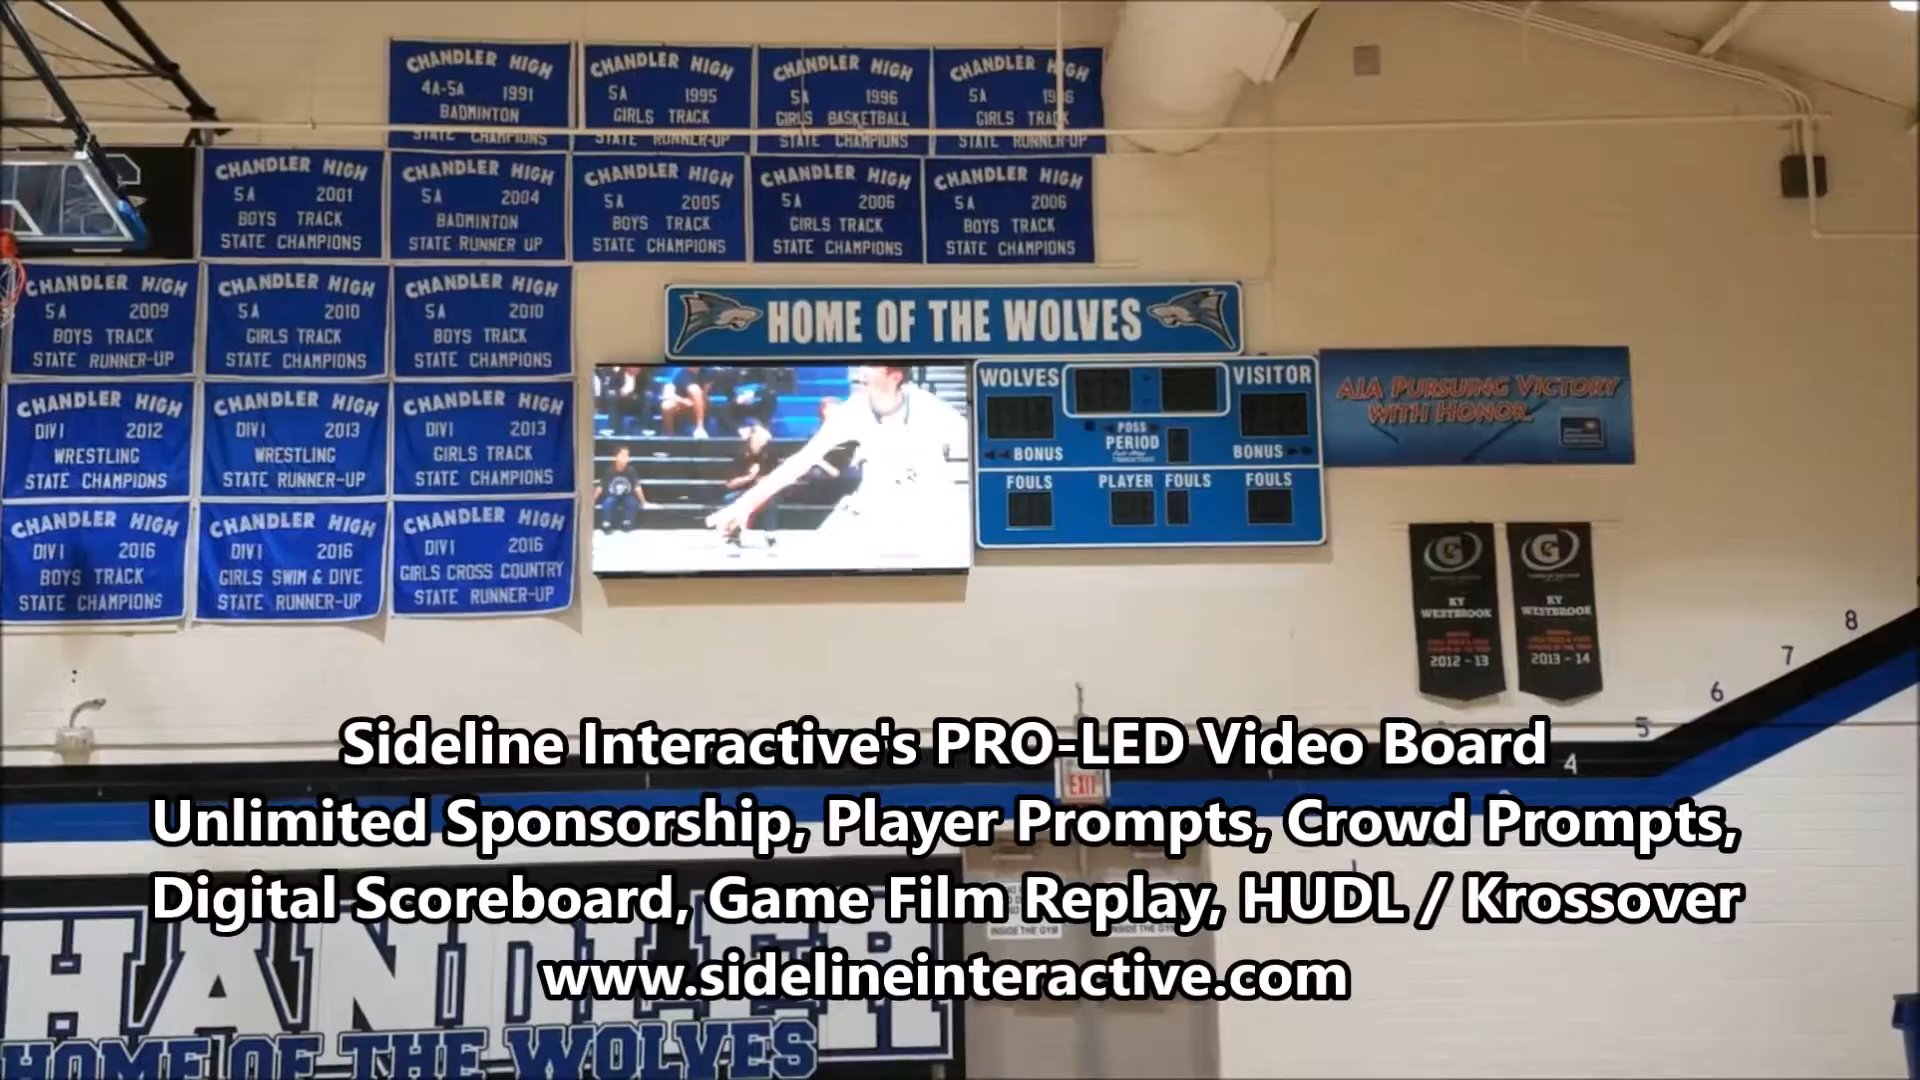 CHANDLER HIGH
4A-5A 1991
BADMINTON
STATE CHAMPIONS
CHANDLER HIGH
5A 1995
GIRLS TRACK
STATE RUNNER-UP
CHANDLER HIGH
5A 1996
GIRLS BASKETBALL
STATE CHAMPIONS
CHANDLER HIGH
5A
GIRLS TRACK
STATE RUNNER-UP
CHANDLER HIGH
5A 2001
BOYS TRACK
STATE CHAMPIONS
CHANDLER HIGH
5A 2004
BADMINTON
STATE RUNNER UP
CHANDLER HIGH
5A 2005
BOYS TRACK
STATE CHAMPIONS
CHANDLER HIGH
5A 2006
GIRLS TRACK
STATE CHAMPIONS
CHANDLER HIGH
5A 2006
BOYS TRACK
STATE CHAMPIONS
CHANDLER HIGH
5A 2009
BOYS TRACK
STATE RUNNER-UP
CHANDLER HIGH
5A 2010
GIRLS TRACK
STATE CHAMPIONS
CHANDLER HIGH
5A 2010
BOYS TRACK
STATE CHAMPIONS
CHANDLER HIGH
DIV I 2012
WRESTLING
STATE CHAMPIONS
CHANDLER HIGH
DIV I 2013
WRESTLING
STATE RUNNER-UP
CHANDLER HIGH
DIV I 2013
GIRLS TRACK
STATE CHAMPIONS
CHANDLER HIGH
DIV I 2016
BOYS TRACK
STATE CHAMPIONS
CHANDLER HIGH
DIV I 2016
GIRLS SWIM & DIVE
STATE RUNNER-UP
CHANDLER HIGH
DIV I 2016
GIRLS CROSS COUNTRY
STATE RUNNER-UP
HOME OF THE WOLVES
WOLVES VISITOR
POSS
PERIOD
BONUS BONUS
FOULS PLAYER FOULS FOULS
AIA PURSUING VICTORY
WITH HONOR
G
KY
WESTBROOK
2012 - 13
G
KY
WESTBROOK
2013 - 14
8
7
6
5
4
EXIT
Sideline Interactive's PRO-LED Video Board
Unlimited Sponsorship, Player Prompts, Crowd Prompts,
Digital Scoreboard, Game Film Replay, HUDL / Krossover
www.sidelineinteractive.com
INSIDE THE GYM
INSIDE THE GYM
HANDLER
HOME OF THE WOLVES